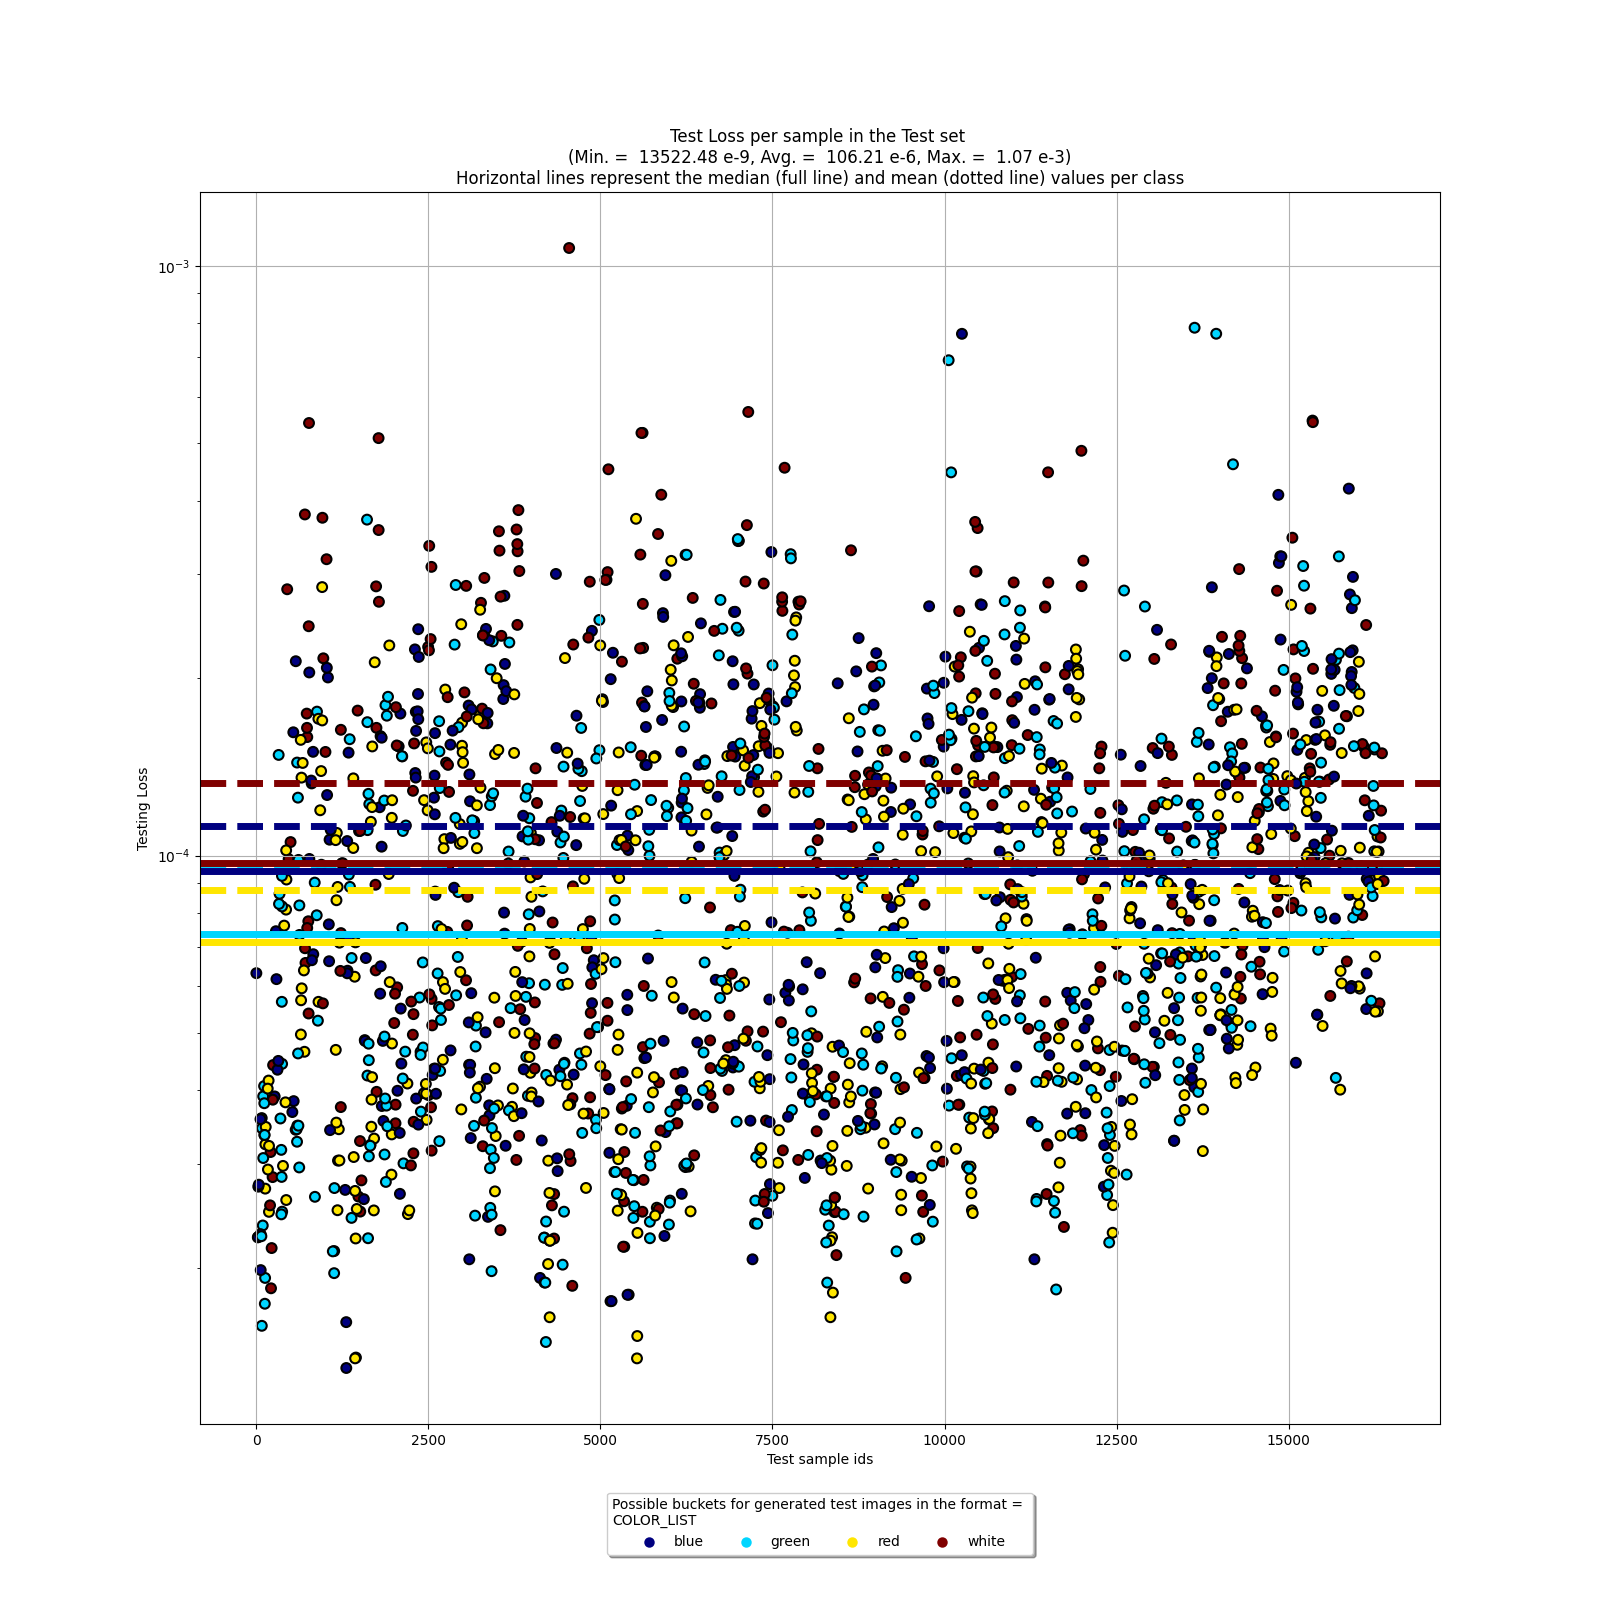 Test Loss per sample in the Test set
(Min. =  13522.48 e-9, Avg. =  106.21 e-6, Max. =  1.07 e-3)
Horizontal lines represent the median (full line) and mean (dotted line) values per class
10⁻³
10⁻⁴
Testing Loss
0 2500 5000 7500 10000 12500 15000
Test sample ids
Possible buckets for generated test images in the format =
COLOR_LIST
blue green red white